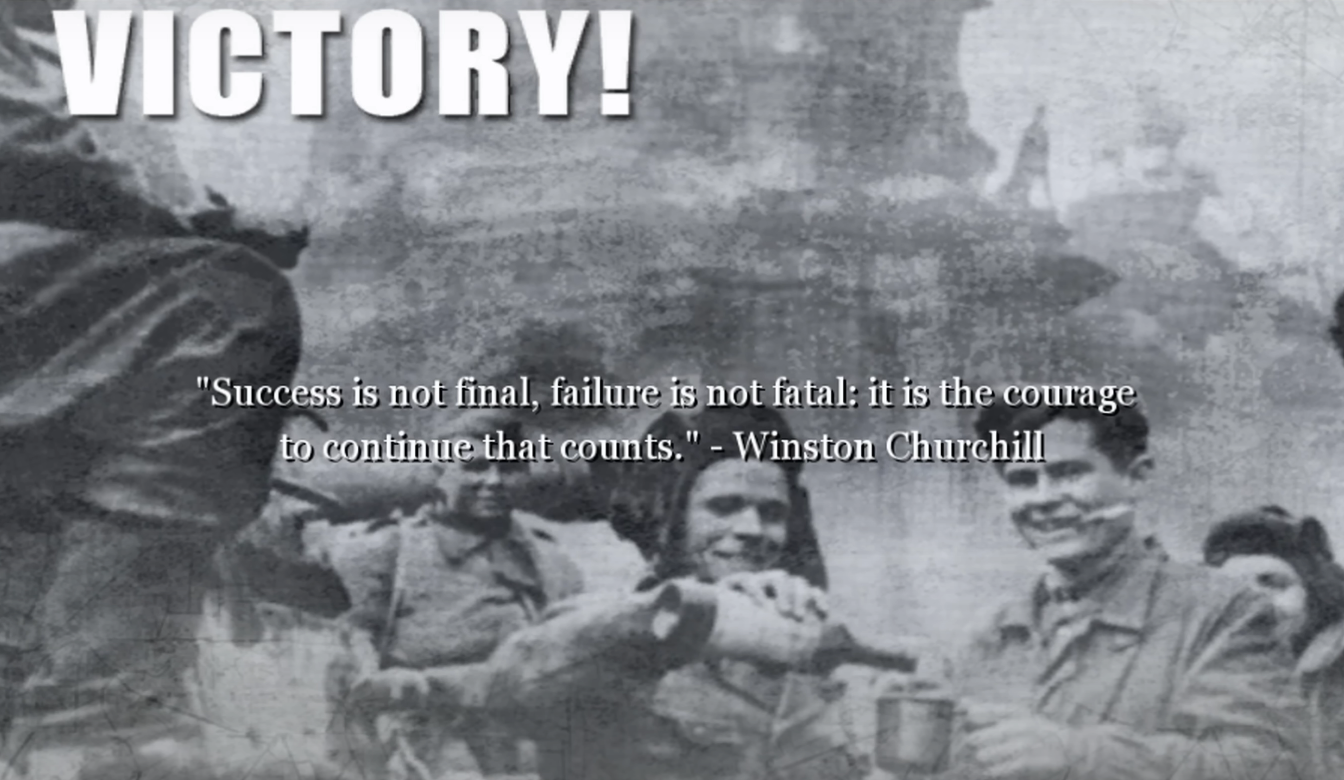 VICTORY!
"Success is not final, failure is not fatal: it is the courage
to continue that counts." - Winston Churchill